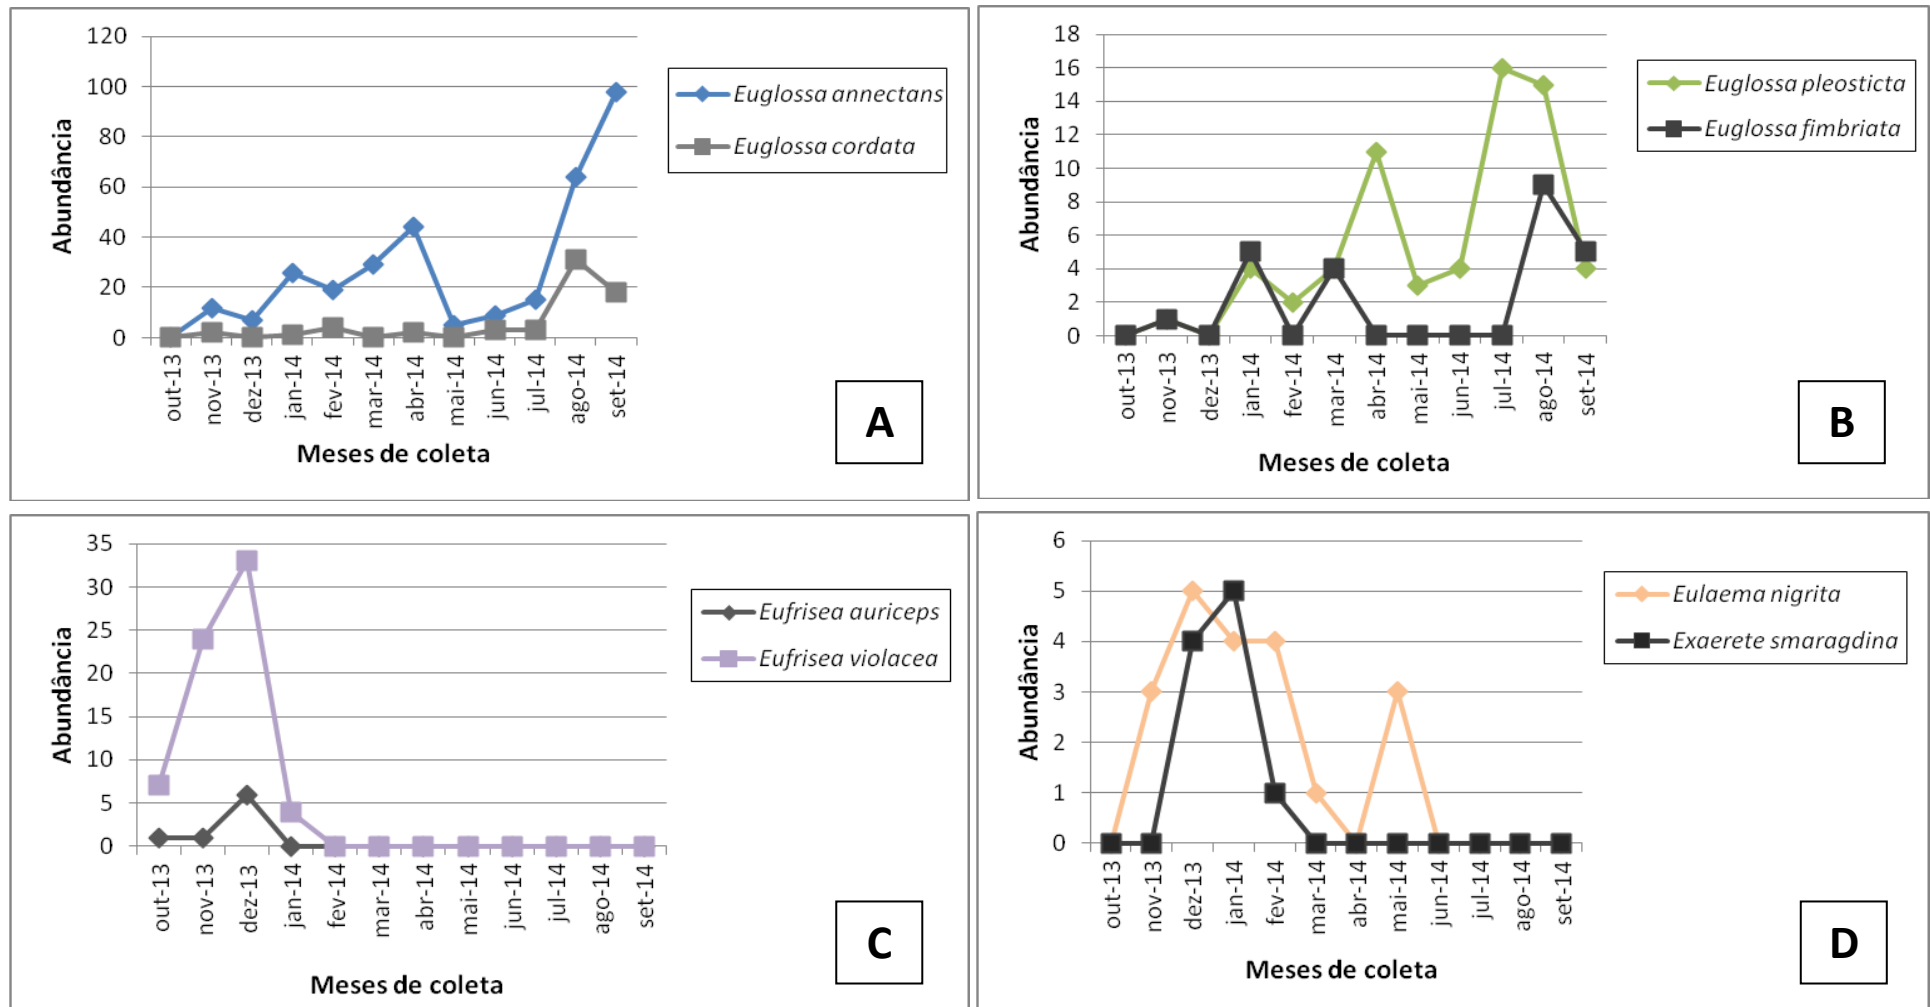 120
100
80
60
40
20
0
Abundância
out-13
nov-13
dez-13
jan-14
fev-14
mar-14
abr-14
mai-14
jun-14
jul-14
ago-14
set-14
Meses de coleta
Euglossa annectans
Euglossa cordata
A
18
16
14
12
10
8
6
4
2
0
Abundância
out-13
nov-13
dez-13
jan-14
fev-14
mar-14
abr-14
mai-14
jun-14
jul-14
ago-14
set-14
Meses de coleta
Euglossa pleosticta
Euglossa fimbriata
B
35
30
25
20
15
10
5
0
Abundância
out-13
nov-13
dez-13
jan-14
fev-14
mar-14
abr-14
mai-14
jun-14
jul-14
ago-14
set-14
Meses de coleta
Eufrisea auriceps
Eufrisea violacea
C
6
5
4
3
2
1
0
Abundância
out-13
nov-13
dez-13
jan-14
fev-14
mar-14
abr-14
mai-14
jun-14
jul-14
ago-14
set-14
Meses de coleta
Eulaema nigrita
Exaerete smaragdina
D